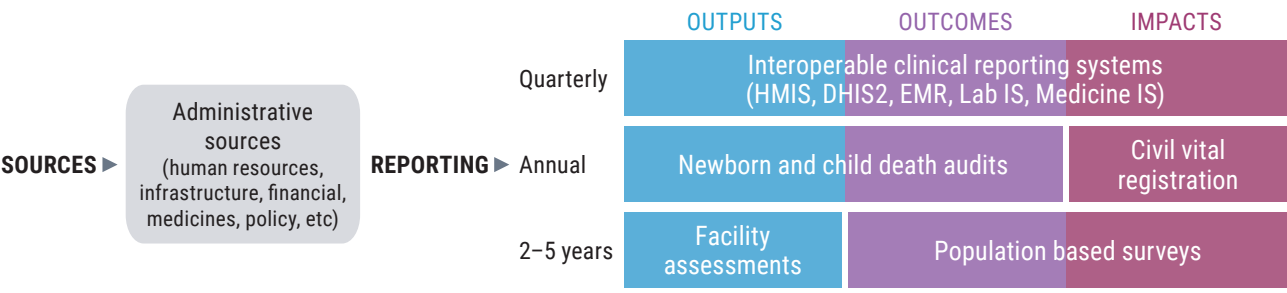 OUTPUTS OUTCOMES IMPACTS
Quarterly
Interoperable clinical reporting systems
(HMIS, DHIS2, EMR, Lab IS, Medicine IS)
SOURCES
Administrative
sources
(human resources,
infrastructure, financial,
medicines, policy, etc)
REPORTING
Annual
Newborn and child death audits
Civil vital
registration
2–5 years
Facility
assessments
Population based surveys